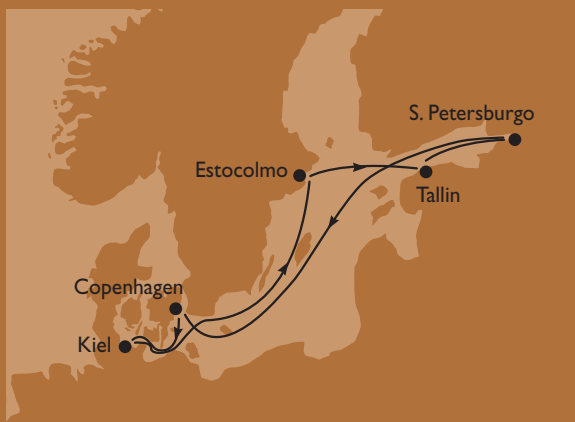 S. Petersburgo
Estocolmo
Tallin
Copenhagen
Kiel